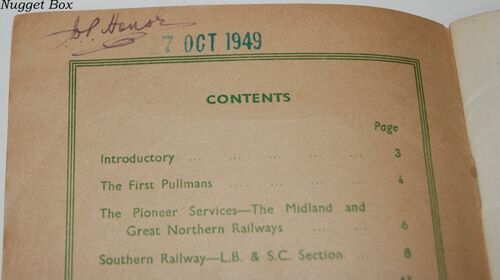 Nugget Box
7 OCT 1949
CONTENTS
Page
Introductory ... ... ... ... 3
The First Pullmans ... ... ... 4
The Pioneer Services—The Midland and
Great Northern Railways ... ... 6
Southern Railway—L.B. & S.C. Section ... 8